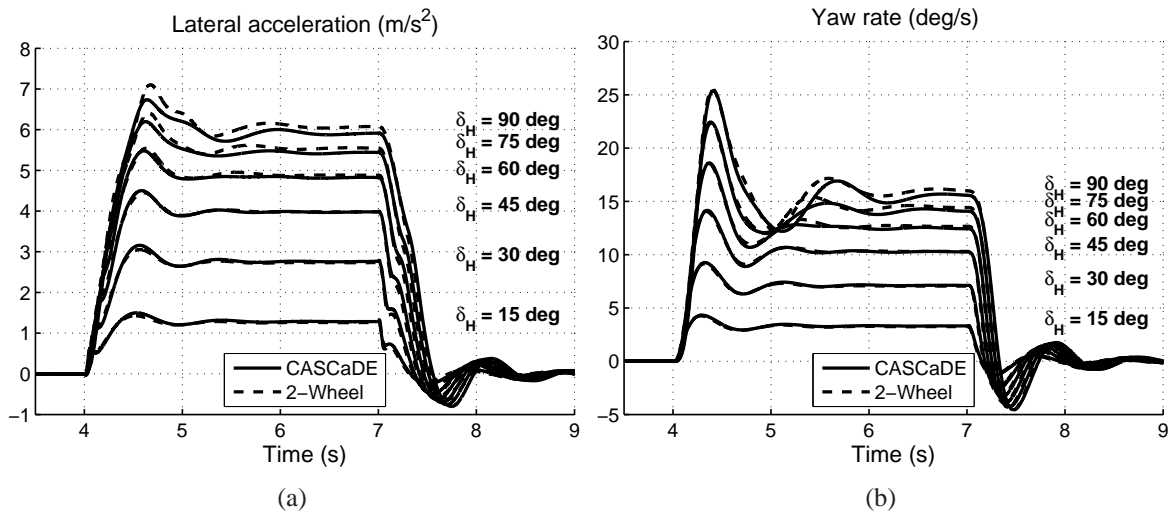 Lateral acceleration (m/s²)
8
7
6
5
4
3
2
1
0
−1
4
5
6
7
8
9
Time (s)
δH = 90 deg
δH = 75 deg
δH = 60 deg
δH = 45 deg
δH = 30 deg
δH = 15 deg
CASCaDE
2−Wheel
(a)
Yaw rate (deg/s)
30
25
20
15
10
5
0
−5
4
5
6
7
8
9
Time (s)
δH = 90 deg
δH = 75 deg
δH = 60 deg
δH = 45 deg
δH = 30 deg
δH = 15 deg
CASCaDE
2−Wheel
(b)